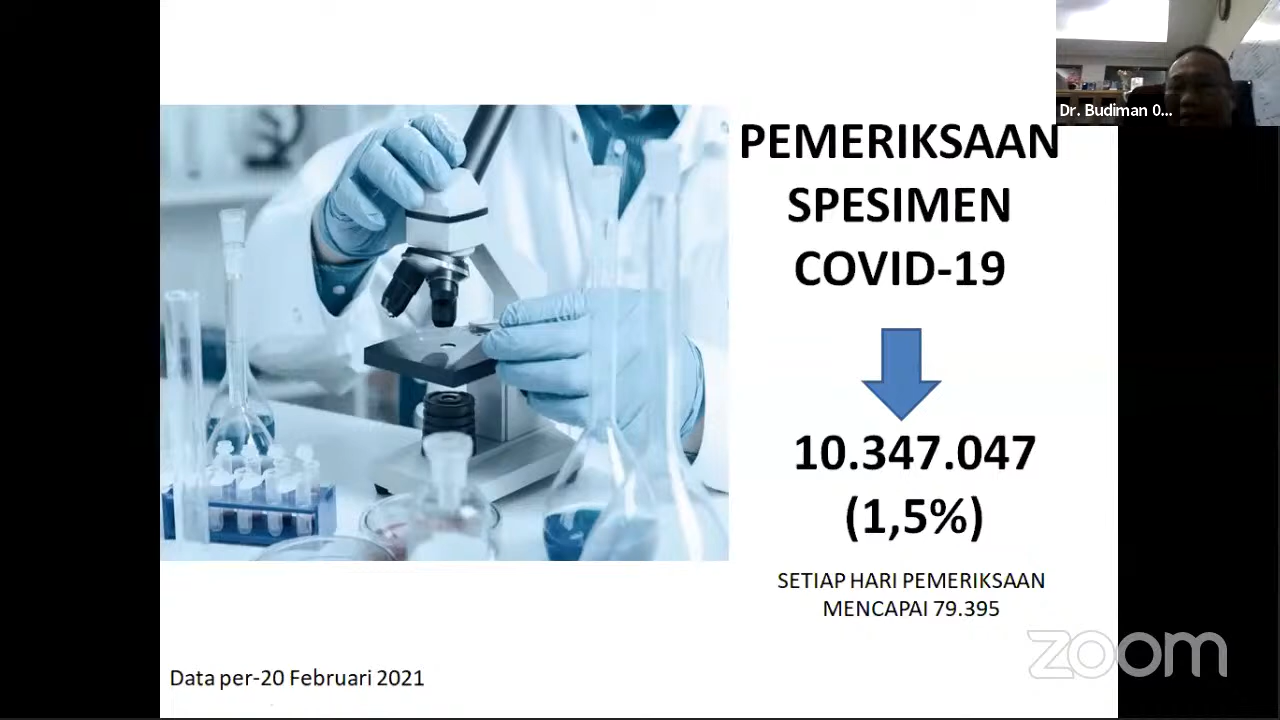 Dr. Budiman 0...
PEMERIKSAAN
SPESIMEN
COVID-19
10.347.047
(1,5%)
SETIAP HARI PEMERIKSAAN
MENCAPAI 79.395
zoom
Data per-20 Februari 2021